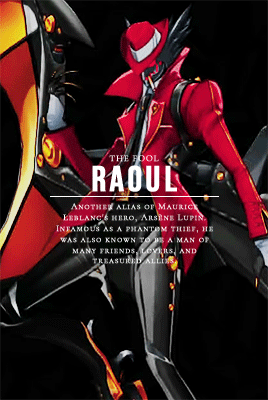 THE FOOL
RAOUL
ANOTHER ALIAS OF MAURICE
LEBLANC'S HERO, ARSÈNE LUPIN.
INFAMOUS AS A PHANTOM THIEF, HE
WAS ALSO KNOWN TO BE A MAN OF
MANY FRIENDS, LOVERS, AND
TREASURED ALLIES.